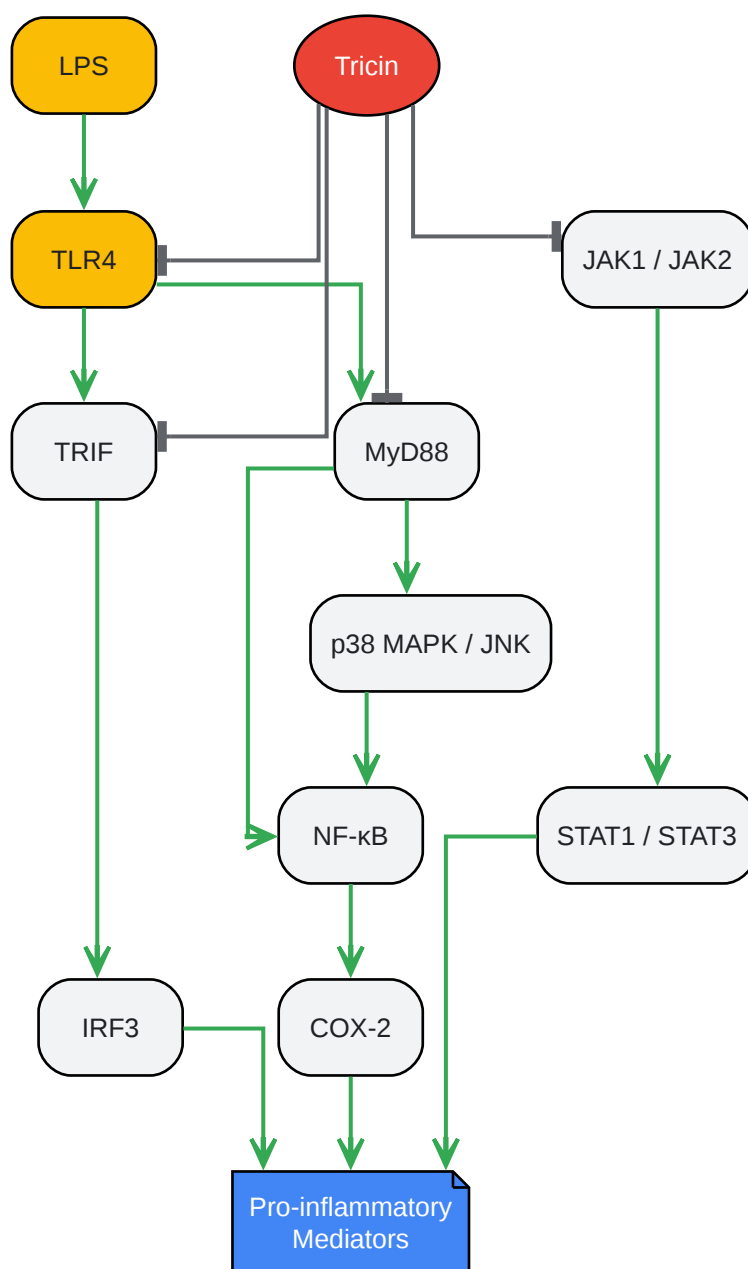 LPS
Tricin
TLR4
JAK1 / JAK2
TRIF
MyD88
p38 MAPK / JNK
NF-κB
STAT1 / STAT3
IRF3
COX-2
Pro-inflammatory
Mediators